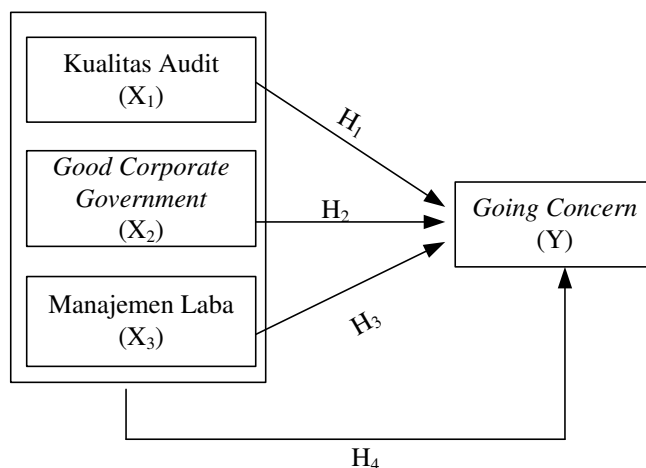 Kualitas Audit
(X₁)
H₁
Good Corporate
Government
(X₂)
H₂
Going Concern
(Y)
Manajemen Laba
(X₃)
H₃
H₄